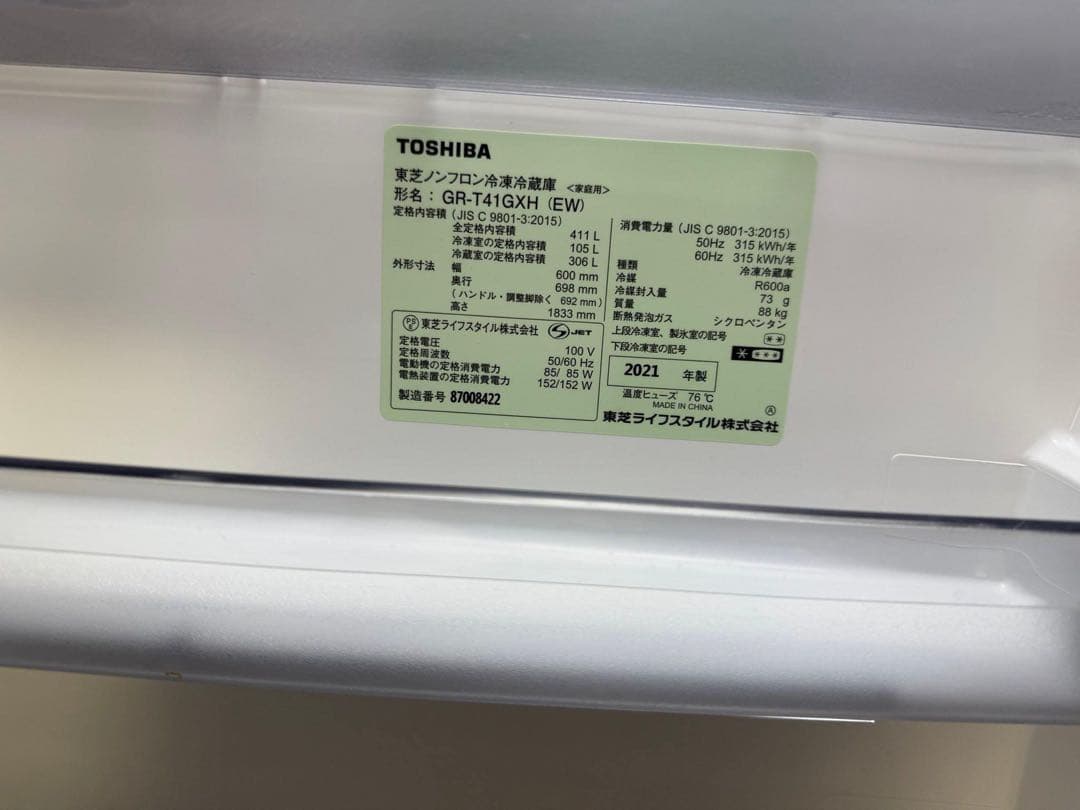 TOSHIBA
東芝ノンフロン冷凍冷蔵庫 <家庭用>
形名：GR-T41GXH (EW)
定格内容積 (JIS C 9801-3:2015)
全定格内容積 411 L
冷凍室の定格内容積 105 L
冷蔵室の定格内容積 306 L
外形寸法 幅 600 mm
奥行 698 mm
(ハンドル・調整脚除く 692 mm)
高さ 1833 mm
PS E 東芝ライフスタイル株式会社 S JET
定格電圧 100 V
定格周波数 50/60 Hz
電動機の定格消費電力 85/ 85 W
電熱装置の定格消費電力 152/152 W
製造番号 87008422
消費電力量 (JIS C 9801-3:2015)
50Hz 315 kWh/年
60Hz 315 kWh/年
種類 冷凍冷蔵庫
冷媒 R600a
冷媒封入量 73 g
質量 88 kg
断熱発泡ガス シクロペンタン
上段冷凍室、製氷室の記号 **
下段冷凍室の記号 * ***
2021 年製
温度ヒューズ 76 ℃
MADE IN CHINA
Ⓐ
東芝ライフスタイル株式会社